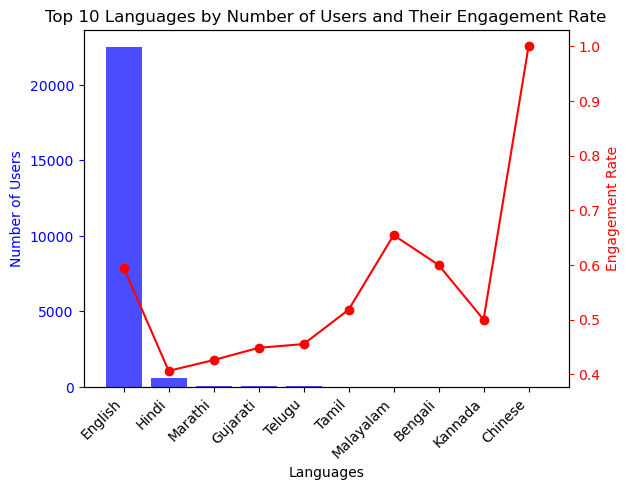 Top 10 Languages by Number of Users and Their Engagement Rate
Number of Users
20000
15000
10000
5000
0
1.0
0.9
0.8
0.7
0.6
0.5
0.4
Engagement Rate
English
Hindi
Marathi
Gujarati
Telugu
Tamil
Malayalam
Bengali
Kannada
Chinese
Languages